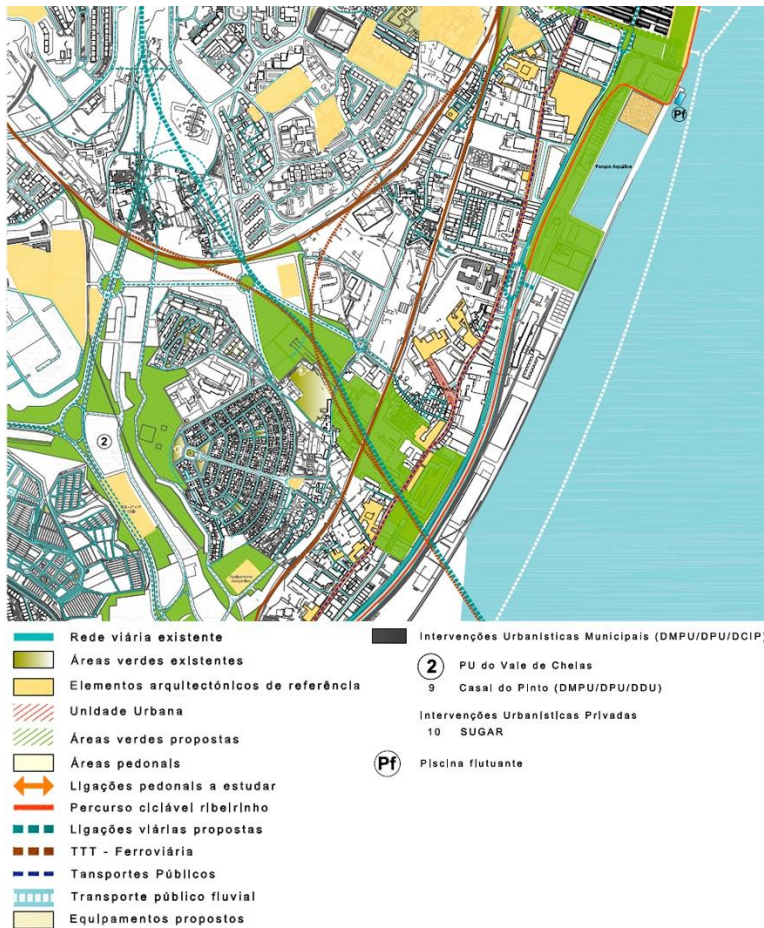 Pf
Parque Aquático
2
Rede viária existente
Áreas verdes existentes
Elementos arquitectónicos de referência
Unidade Urbana
Áreas verdes propostas
Áreas pedonais
Ligações pedonais a estudar
Percurso ciclável ribeirinho
Ligações viárias propostas
TTT - Ferroviária
Tansportes Públicos
Transporte público fluvial
Equipamentos propostos
Intervenções Urbanísticas Municipais (DMPU/DPU/DCIP)
2 PU do Vale de Chelas
9 Casal do Pinto (DMPU/DPU/DDU)
Intervenções Urbanísticas Privadas
10 SUGAR
Pf Piscina flutuante